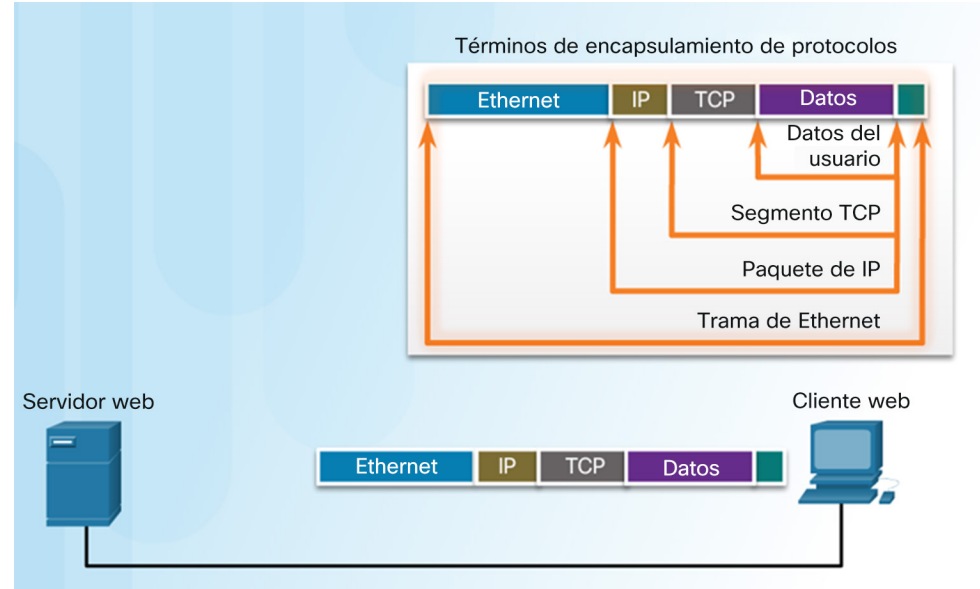 Términos de encapsulamiento de protocolos
Ethernet IP TCP Datos
Datos del
usuario
Segmento TCP
Paquete de IP
Trama de Ethernet
Servidor web
Cliente web
Ethernet IP TCP Datos